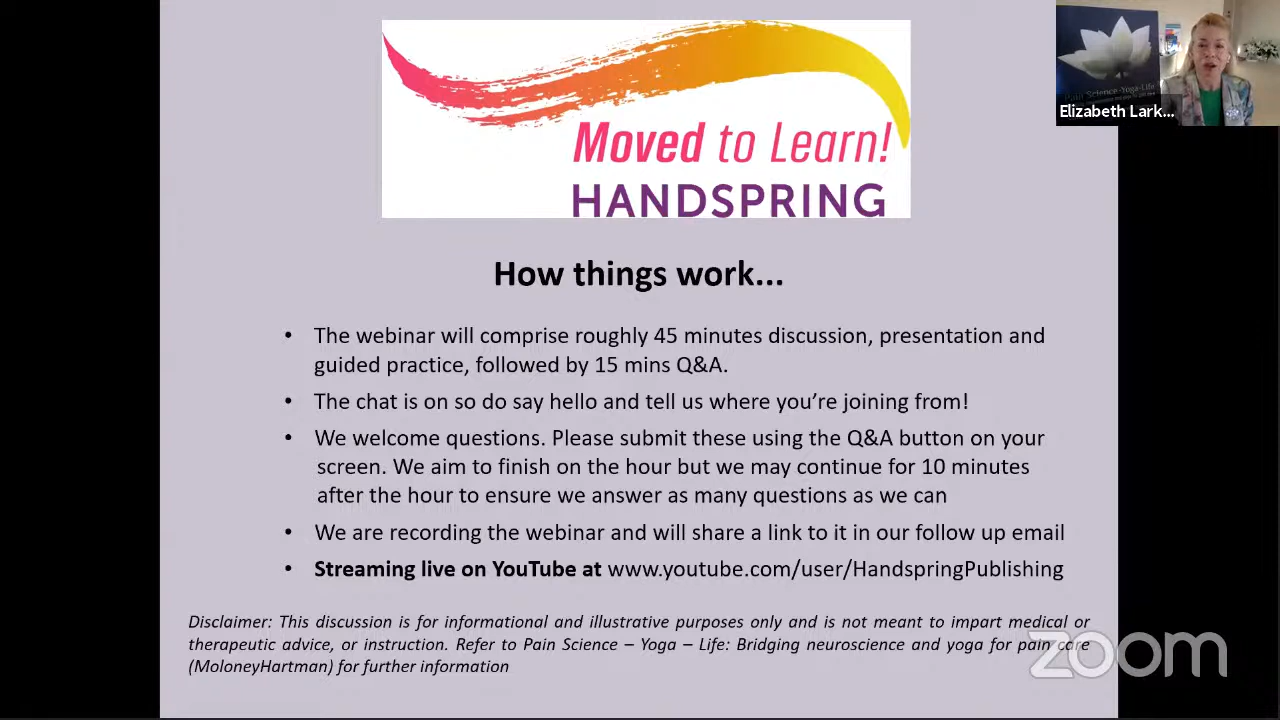 Moved to Learn!
HANDSPRING
Pain Science-Yoga-Life
Elizabeth Lark...
How things work...
• The webinar will comprise roughly 45 minutes discussion, presentation and
guided practice, followed by 15 mins Q&A.
• The chat is on so do say hello and tell us where you’re joining from!
• We welcome questions. Please submit these using the Q&A button on your
screen. We aim to finish on the hour but we may continue for 10 minutes
after the hour to ensure we answer as many questions as we can
• We are recording the webinar and will share a link to it in our follow up email
• Streaming live on YouTube at www.youtube.com/user/HandspringPublishing
Disclaimer: This discussion is for informational and illustrative purposes only and is not meant to impart medical or
therapeutic advice, or instruction. Refer to Pain Science – Yoga – Life: Bridging neuroscience and yoga for pain care
(MoloneyHartman) for further information
zoom